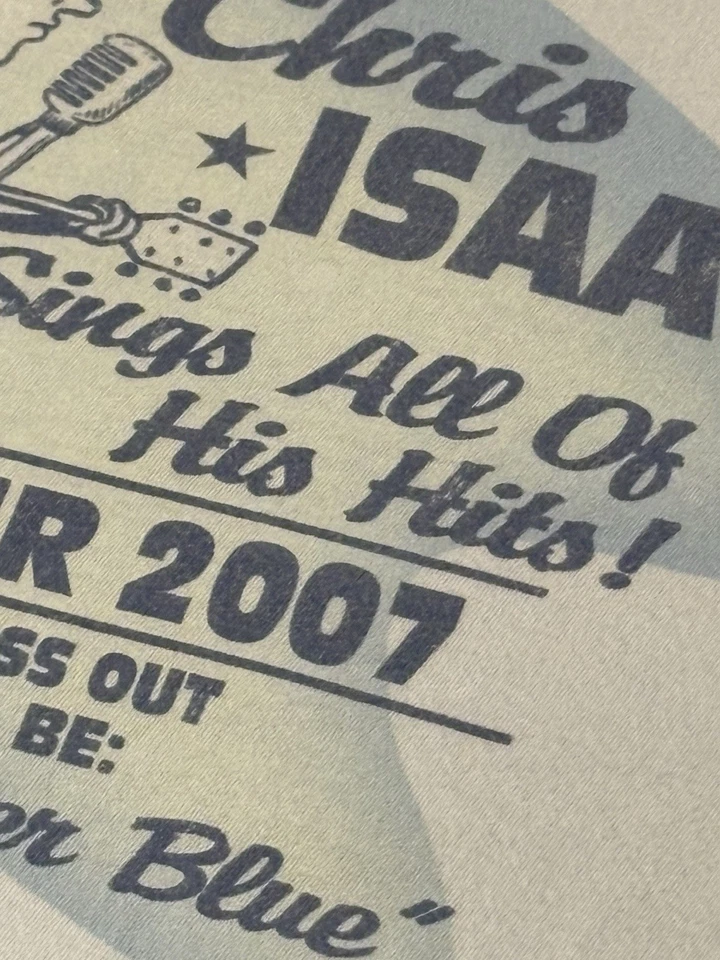 Chris
ISAA
Sings All Of
His Hits!
R 2007
SS OUT
BE:
er Blue"